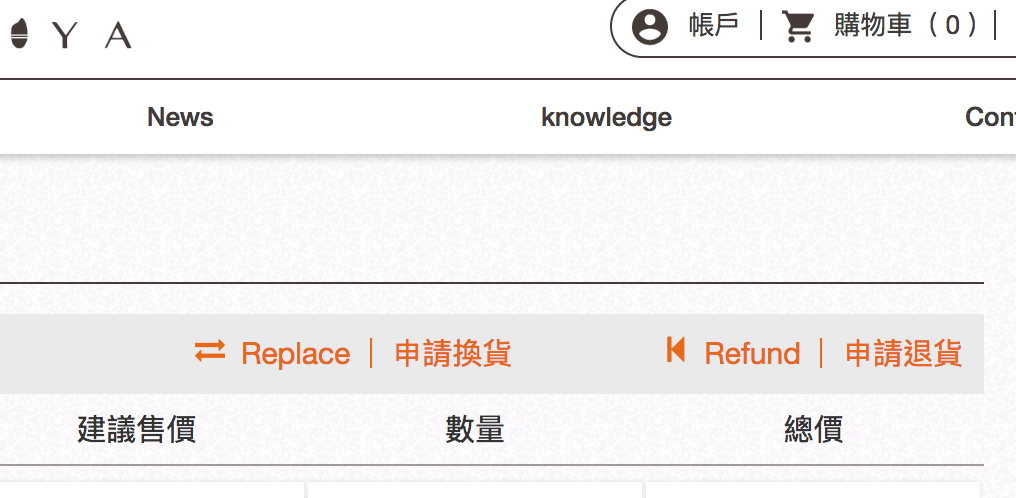 Y A
帳戶 | 購物車 ( 0 ) |
News knowledge
Replace | 申請換貨 Refund | 申請退貨
建議售價 數量 總價